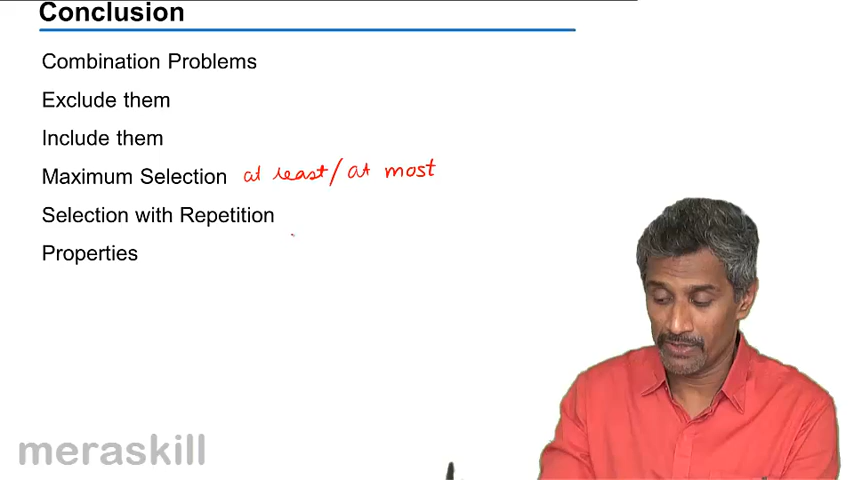 Conclusion
Combination Problems
Exclude them
Include them
Maximum Selection at least/at most
Selection with Repetition
Properties
meraskill